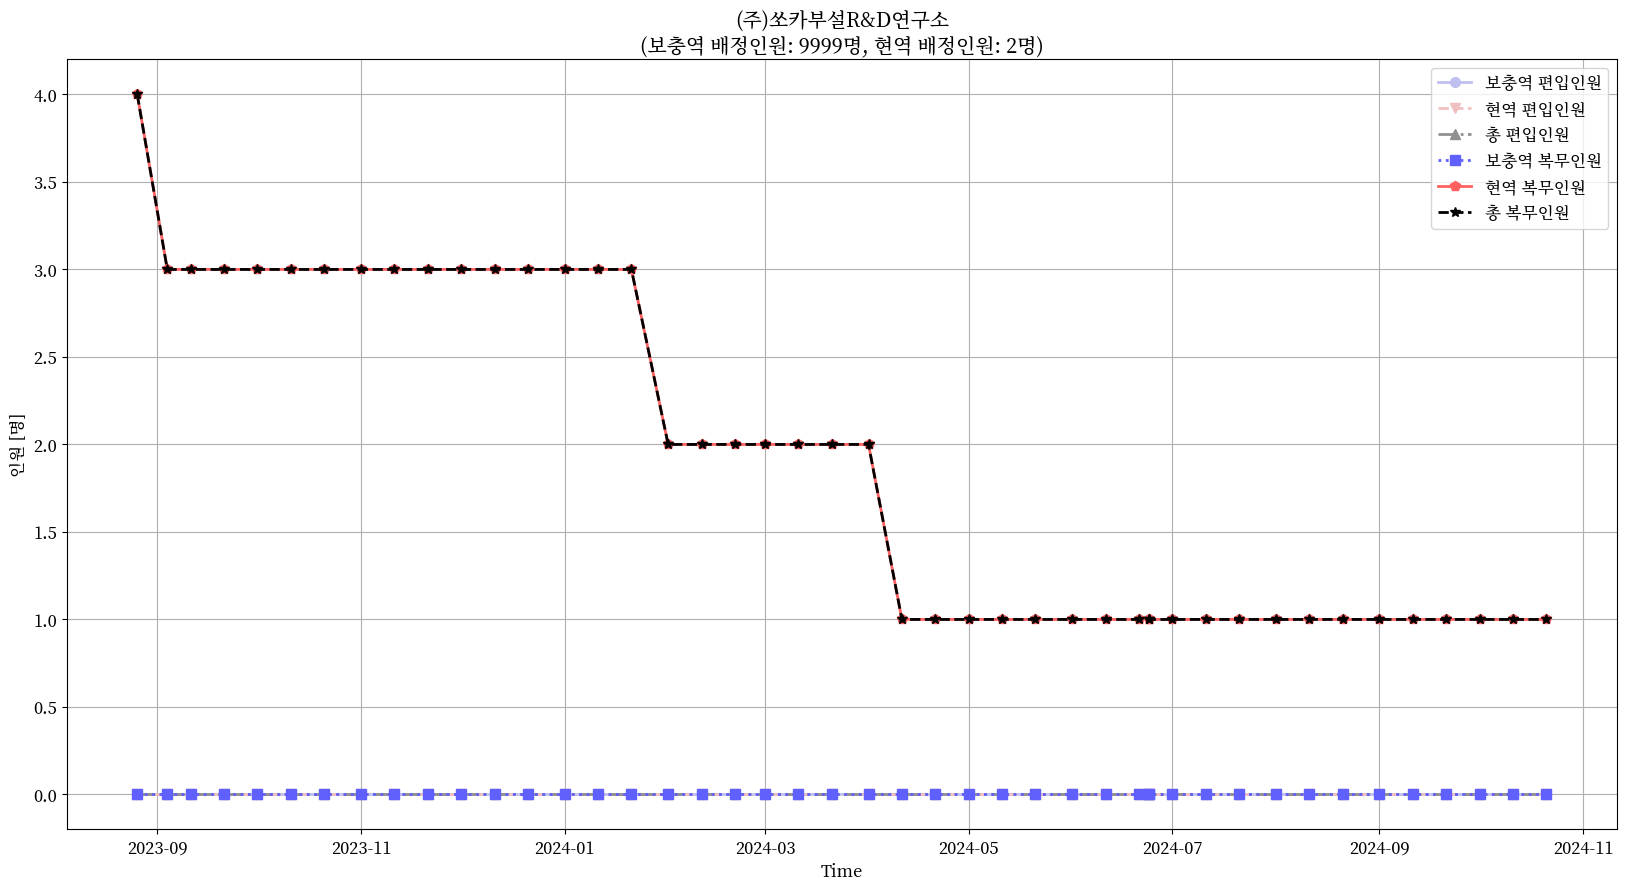 (주)쏘카부설R&D연구소
(보충역 배정인원: 9999명, 현역 배정인원: 2명)
보충역 편입인원
현역 편입인원
총 편입인원
보충역 복무인원
현역 복무인원
총 복무인원
인원 [명]
4.0
3.5
3.0
2.5
2.0
1.5
1.0
0.5
0.0
2023-09 2023-11 2024-01 2024-03 2024-05 2024-07 2024-09 2024-11
Time